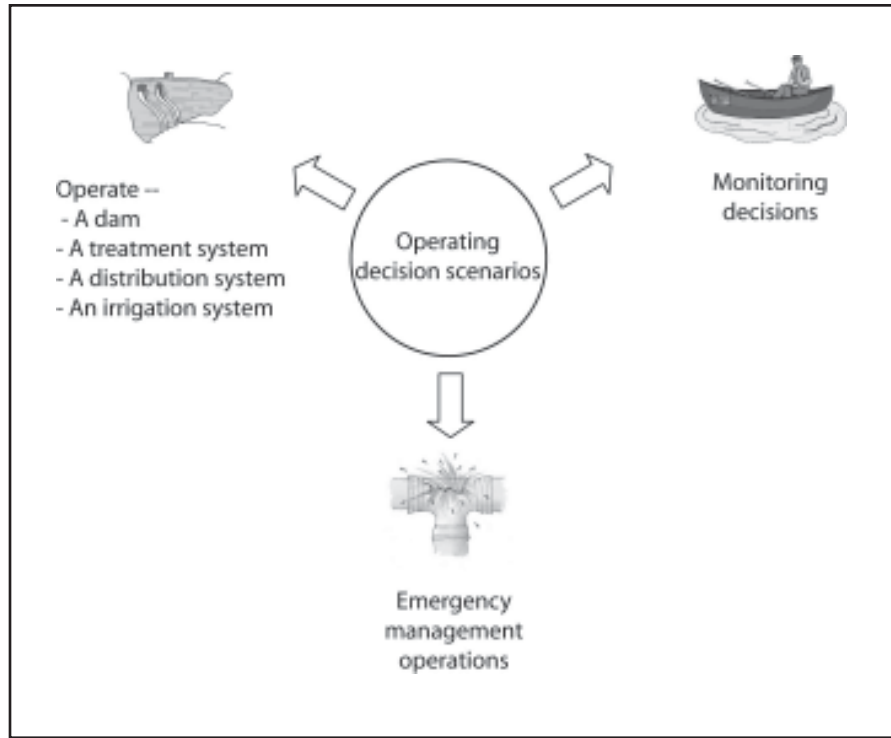 Operate --
- A dam
- A treatment system
- A distribution system
- An irrigation system
Operating
decision scenarios
Monitoring
decisions
Emergency
management
operations